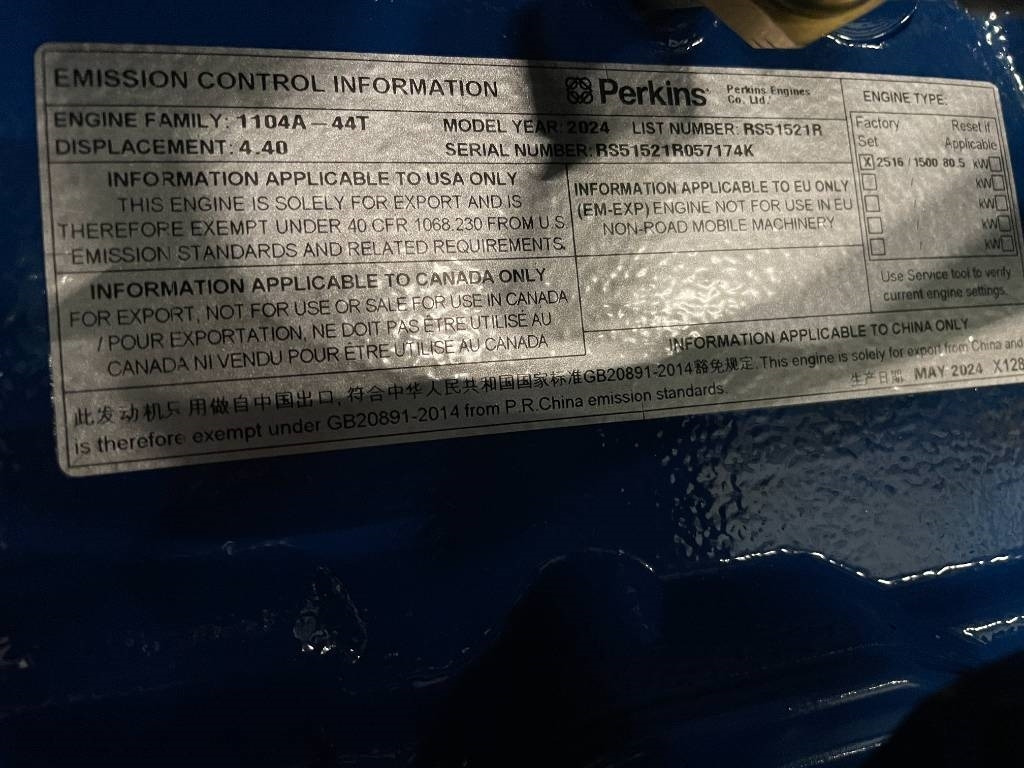 EMISSION CONTROL INFORMATION
Perkins
Perkins Engines
Co. Ltd.
ENGINE FAMILY: 1104A-44T
MODEL YEAR: 2024 LIST NUMBER: RS51521R
DISPLACEMENT: 4.40
SERIAL NUMBER: RS51521R057174K
ENGINE TYPE:
Factory
Set
Reset if
Applicable
X 2516 / 1500 80.5 kW
/ kW
/ kW
/ kW
/ kW
Use Service tool to verify
current engine settings.
INFORMATION APPLICABLE TO USA ONLY
THIS ENGINE IS SOLELY FOR EXPORT AND IS
THEREFORE EXEMPT UNDER 40 CFR 1068.230 FROM U.S.
EMISSION STANDARDS AND RELATED REQUIREMENTS.
INFORMATION APPLICABLE TO EU ONLY
(EM-EXP) ENGINE NOT FOR USE IN EU
NON-ROAD MOBILE MACHINERY
INFORMATION APPLICABLE TO CANADA ONLY
FOR EXPORT, NOT FOR USE OR SALE FOR USE IN CANADA
/ POUR EXPORTATION, NE DOIT PAS ÊTRE UTILISÉ AU
CANADA NI VENDU POUR ÊTRE UTILISÉ AU CANADA
INFORMATION APPLICABLE TO CHINA ONLY
此发动机只用做自中国出口, 符合中华人民共和国国家标准GB20891-2014豁免规定. This engine is solely for export from China and
is therefore exempt under GB20891-2014 from P.R.China emission standards.
生产日期: MAY 2024 X128